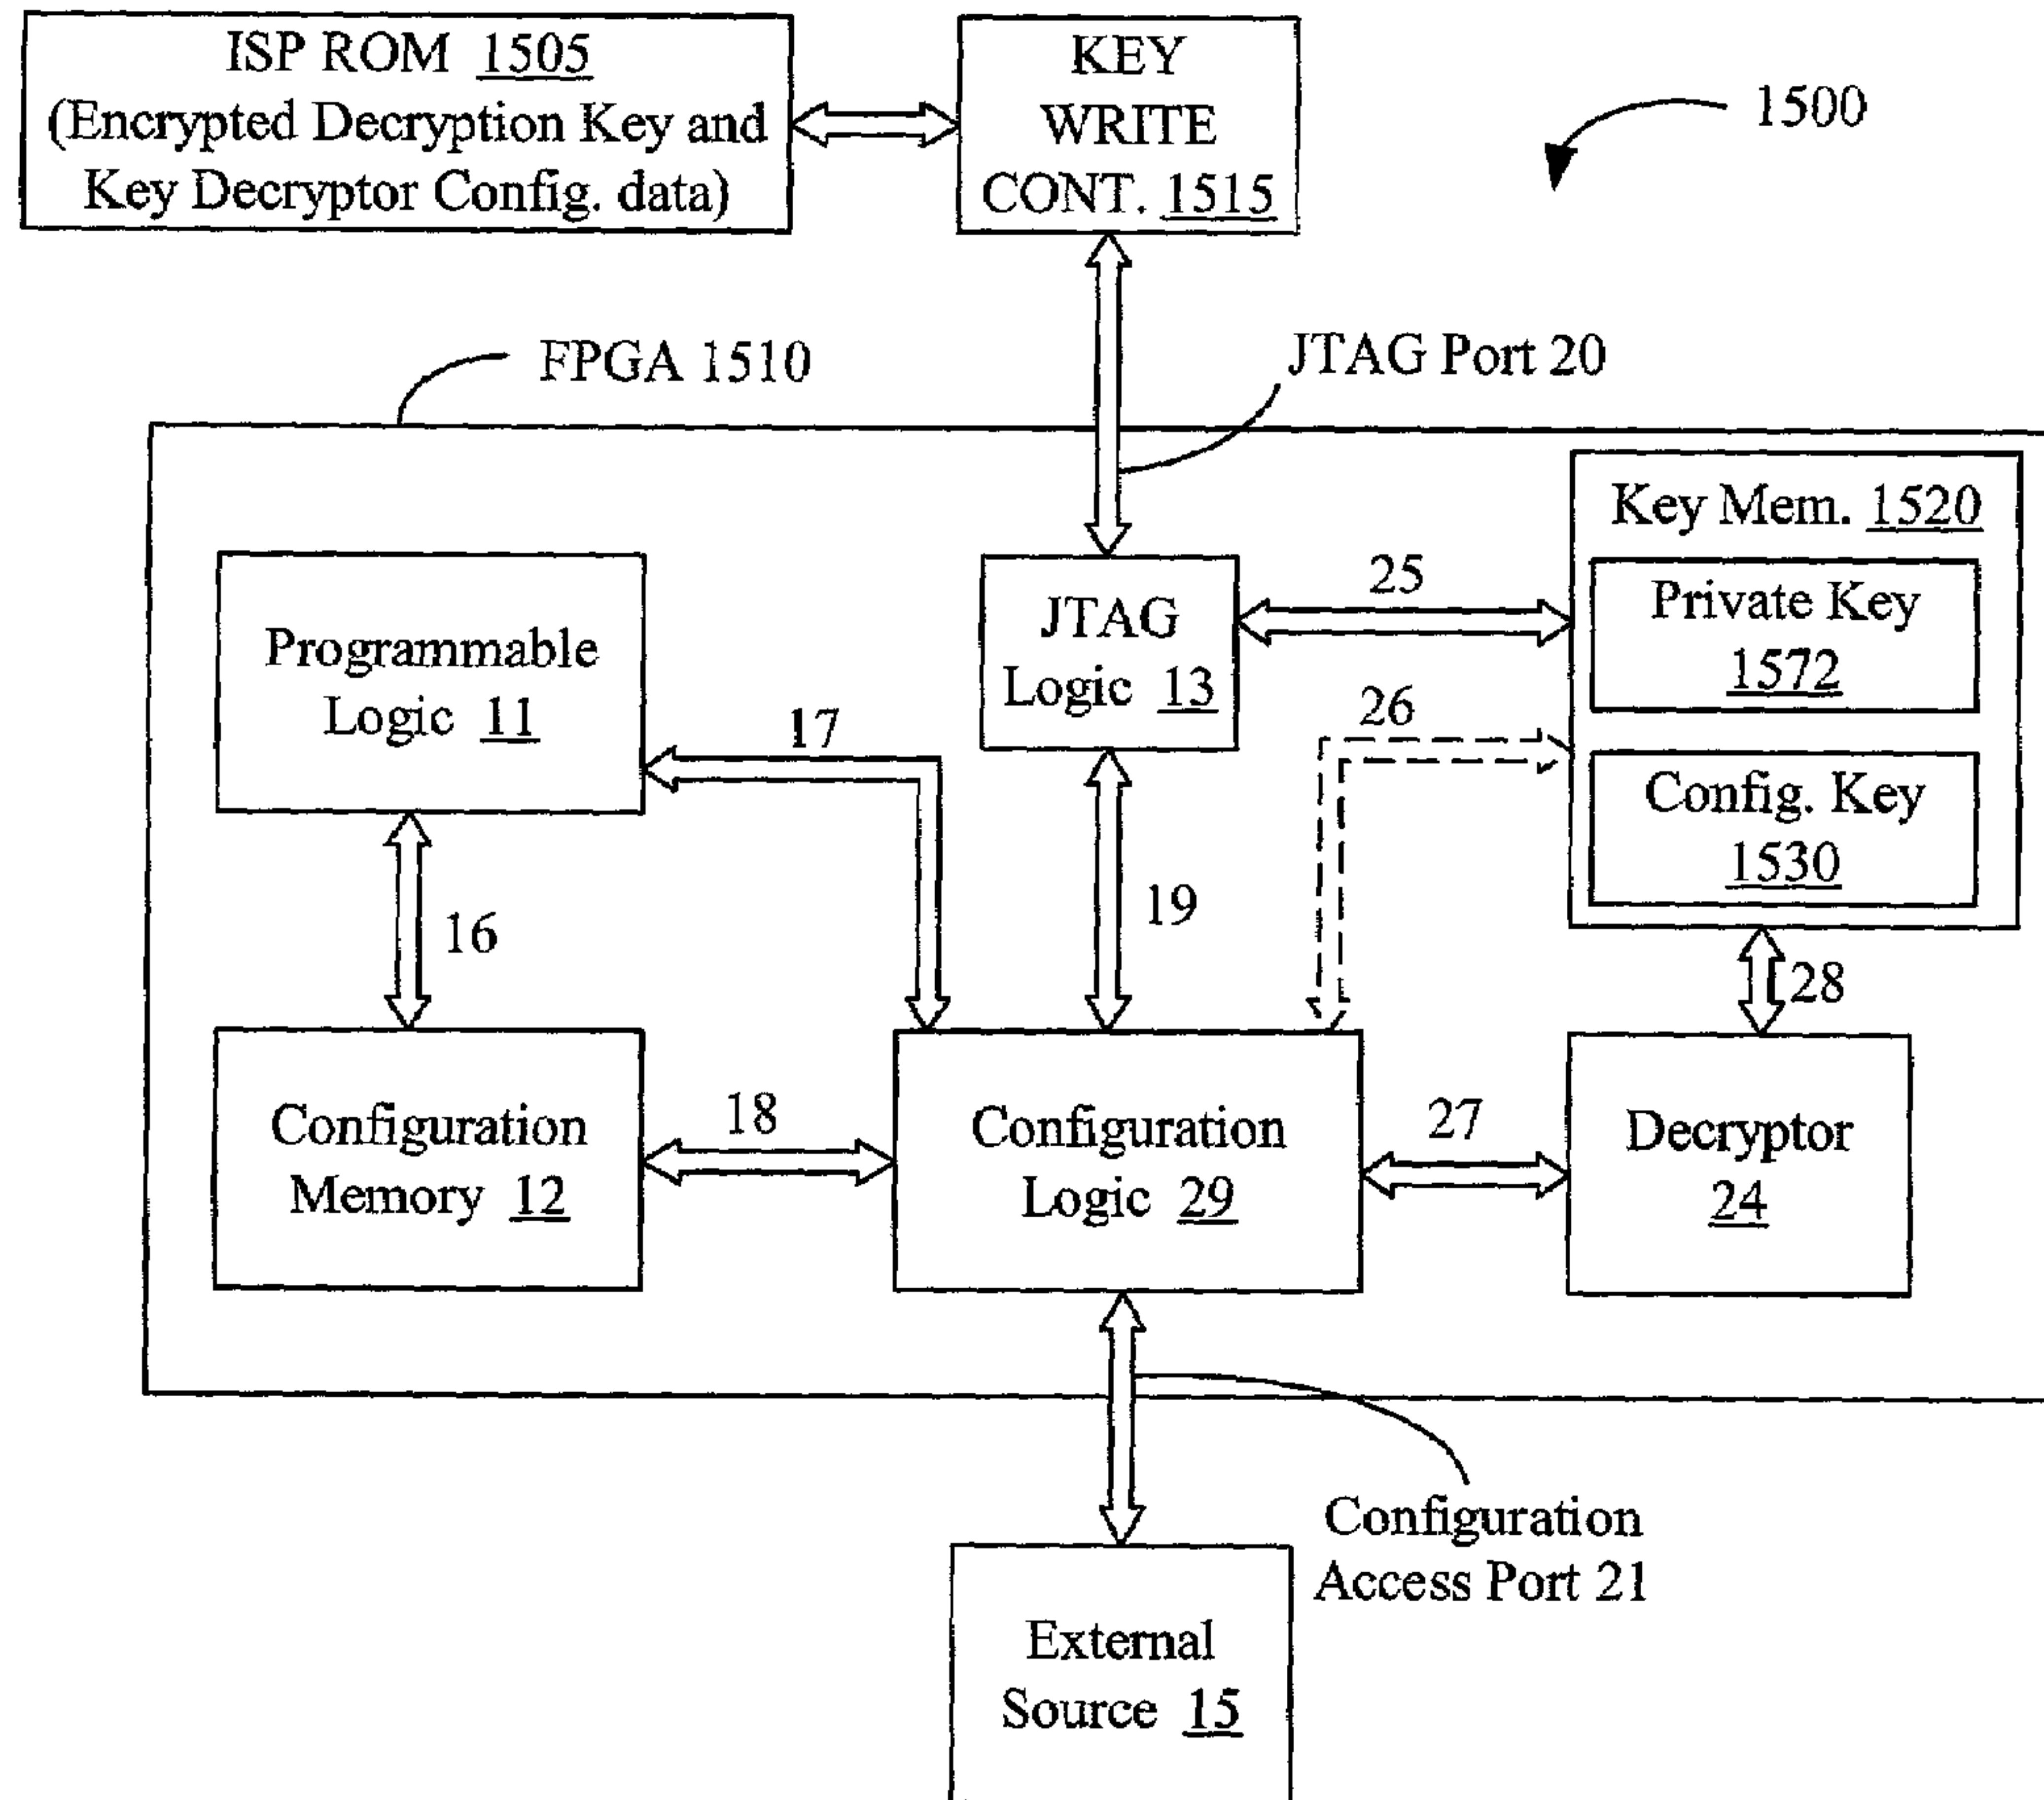 ISP ROM 1505
(Encrypted Decryption Key and
Key Decryptor Config. data)
KEY
WRITE
CONT. 1515
1500
FPGA 1510
JTAG Port 20
Key Mem. 1520
Private Key
1572
Config. Key
1530
25
JTAG
Logic 13
26
Programmable
Logic 11
17
16
19
28
Configuration
Memory 12
18
Configuration
Logic 29
27
Decryptor
24
Configuration
Access Port 21
External
Source 15